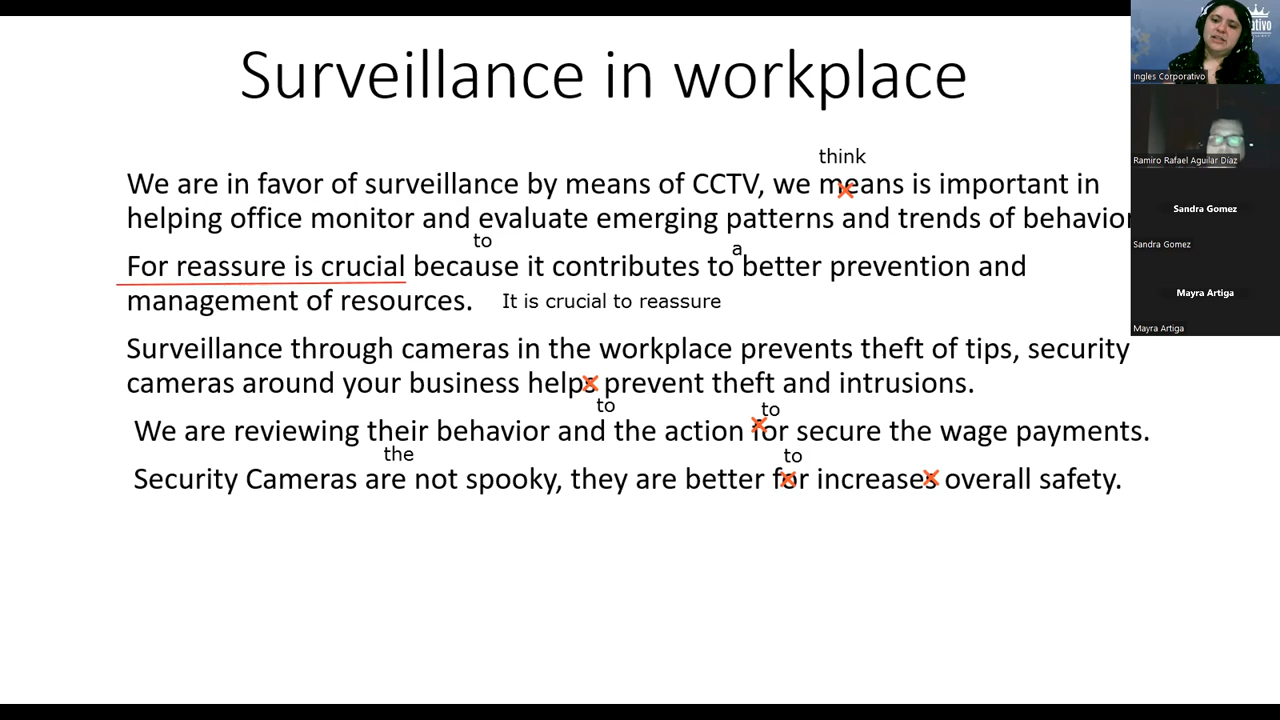 Surveillance in workplace
think
We are in favor of surveillance by means of CCTV, we means is important in
helping office monitor and evaluate emerging patterns and trends of behavior
to
a
For reassure is crucial because it contributes to better prevention and
management of resources. It is crucial to reassure
Surveillance through cameras in the workplace prevents theft of tips, security
cameras around your business helps prevent theft and intrusions.
to
to
We are reviewing their behavior and the action for secure the wage payments.
the
to
Security Cameras are not spooky, they are better for increases overall safety.
Ingles Corporativo
Ramiro Rafael Aguilar Díaz
Sandra Gomez
Sandra Gomez
Mayra Artiga
Mayra Artiga